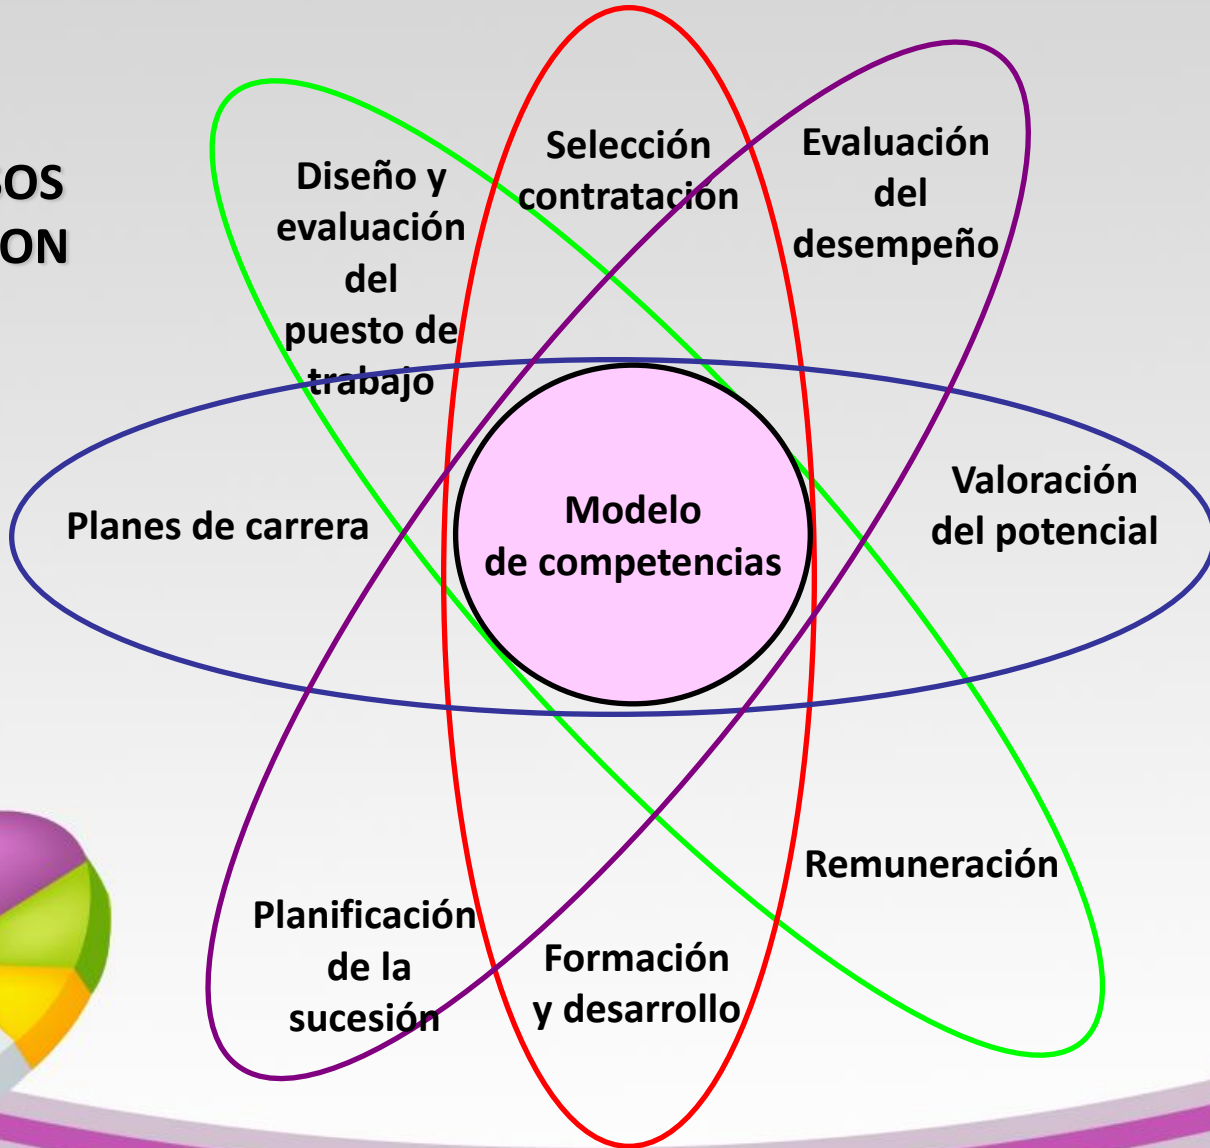 Selección
contratación
Evaluación
del
desempeño
Diseño y
evaluación
del
puesto de
trabajo
Planes de carrera
Modelo
de competencias
Valoración
del potencial
Remuneración
Planificación
de la
sucesión
Formación
y desarrollo